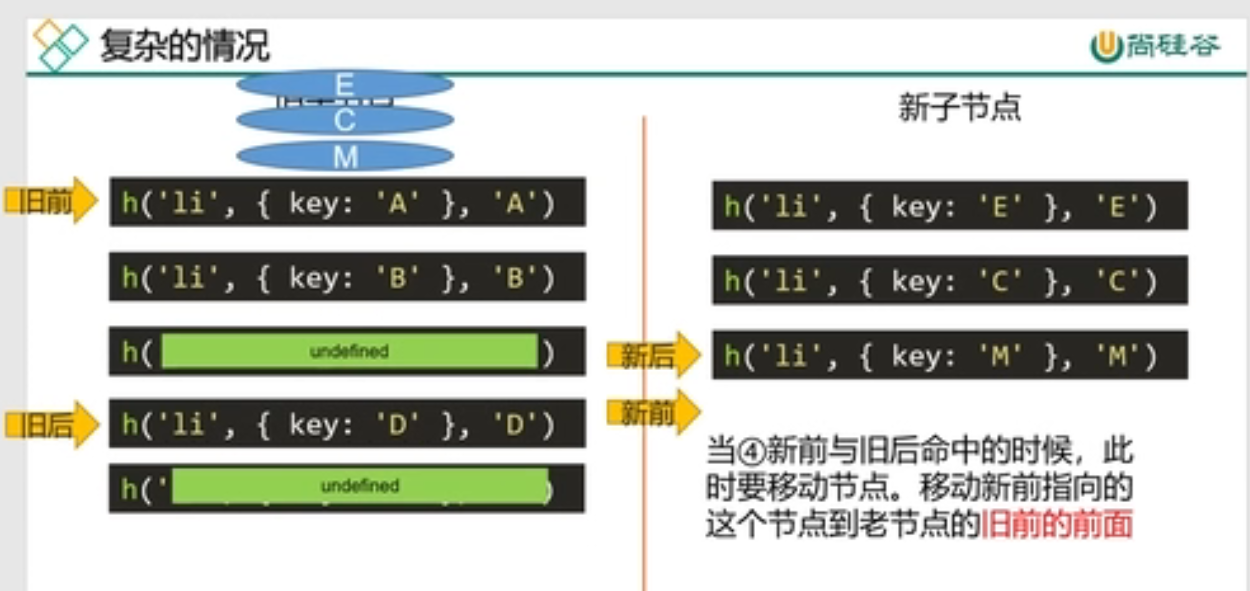 复杂的情况
尚硅谷
E
C
M
新子节点
旧前
h('li', { key: 'A' }, 'A')
h('li', { key: 'B' }, 'B')
h( undefined )
旧后
h('li', { key: 'D' }, 'D')
h(' undefined )
h('li', { key: 'E' }, 'E')
h('li', { key: 'C' }, 'C')
新后
h('li', { key: 'M' }, 'M')
新前
当④新前与旧后命中的时候，此
时要移动节点。移动新前指向的
这个节点到老节点的旧前的前面